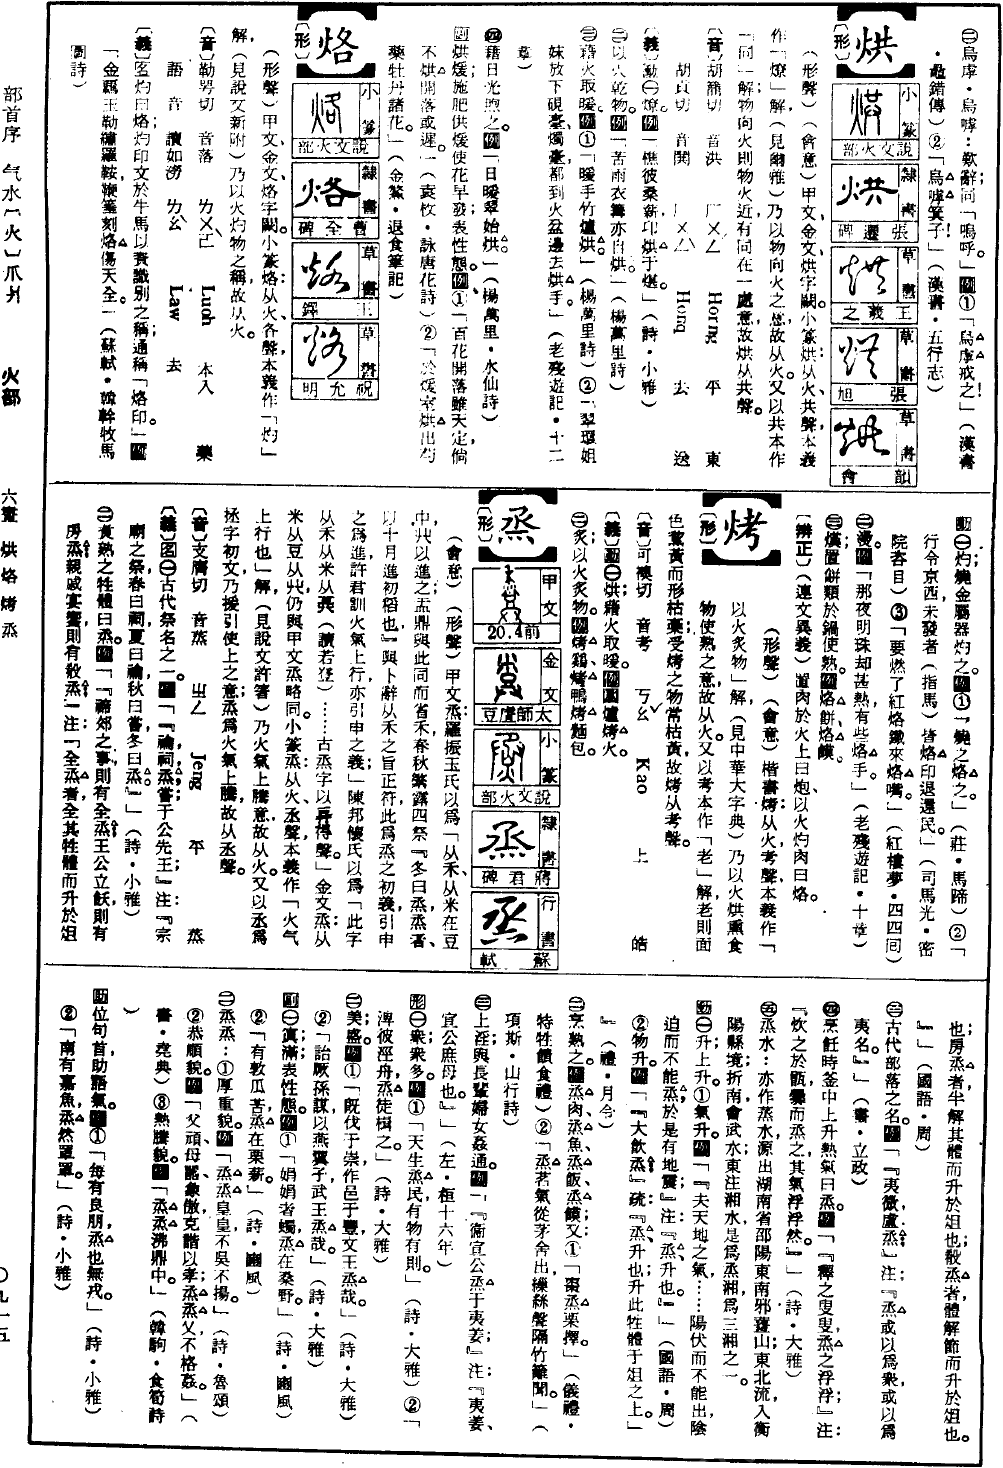 ㊂烏虖·烏嘑:歎辭同「嗚呼。」例①「烏虖戒之!」(漢書
·鼂錯傳)②「烏嘑箕子!」(漢書·五行志)
烘
〔形〕
小篆 說文火部
隸書 張遷碑
草書 王羲之
草書 張旭
草書 韻會
(形聲)(會意)甲文、金文烘字闕。小篆烘:从火、共聲,本義
作「燎」解(見爾雅)乃以物向火之意,故从火。又以共本作
「同」解,物向火則物火近有同在一處意,故烘从共聲。
〔音〕胡籠切 音洪 ㄏㄨㄥ Horng 平 東
胡貢切 音鬨 ㄏㄨㄥ Honq 去 送
〔義〕動㊀燎。例「樵彼桑薪,卬烘于煁。」(詩·小雅)
㊁以火乾物。例「苦雨衣篝亦自烘。」(楊萬里詩)
㊂藉火取暖。例①「暖手竹爐烘。」(楊萬里詩)②「翠環姐
妹放下硯臺、燭臺,都到火盆邊去烘手。」(老殘遊記·十二
章)
㊃藉日光煦之。例「日暖翠始烘。」(楊萬里·水仙詩)
副烘煖施肥供煖使花早發,表性態。例①「百花開落雖天定,倘
不烘開落或遲。」(袁枚·詠唐花詩)②「於煖室烘出芍
藥牡丹諸花。」(金鰲·退食筆記)
烙
〔形〕
小篆 說文火部
隸書 曹全碑
草書 王鐸
草書 祝允明
(形聲)甲文、金文烙字闕。小篆烙:从火、各聲,本義作「灼」
解(見說文新附)乃以火灼物之稱,故从火。
〔音〕勒咢切 音落 ㄌㄨㄛ Luoh 本入 藥
語音 讀如澇 ㄌㄠ Law 去
〔義〕名灼曰烙,灼印文於牛馬以資識別之稱;通稱「烙印。」例
「金羈玉勒繡羅鞍,鞭箠刻烙傷天全。」(蘇軾·韓幹牧馬
圖詩)
動㊀灼;燒金屬器灼之。例①「燒之烙之。」(莊·馬蹄)②「
行令京西未發者(指馬)皆烙印退還民。」(司馬光·密
院咨目)③「要燃了紅烙鐵來烙嘴。」(紅樓夢·四四回)
㊁燙。例「那夜明珠却甚熱,有些烙手。」(老殘遊記·十章)
㊂熯;置餅類於鍋使熟。例烙餅、烙饃。
〔辨正〕(連文異義)置肉於火上曰炮,以火灼肉曰烙。
烤
〔形〕
(形聲)(會意)楷書烤:从火、考聲,本義作「
以火炙物」解(見中華大字典)乃以火烘熏食
物使熟之意,故从火。又以考本作「老」解,老則面
色薰黃而形枯槀,受烤之物常枯黃,故烤从考聲。
〔音〕可襖切 音考 ㄎㄠˇ Kao 上 皓
〔義〕動㊀烘;藉火取暖。例圍爐烤火。
㊁炙;以火炙物。例烤鷄、烤鴨、烤麵包。
烝
〔形〕
甲文 前20.4
金文 太師虘豆
小篆 說文火部
隸書 蔣君碑
行書 蘇軾
(會意)(形聲)甲文烝,羅振玉氏以爲「从禾、从米在豆
中,廾以進之;盂鼎與此同而省禾。春秋繁露四祭『冬曰烝,烝者,
以十月進初稻也。』與卜辭从禾之旨正符,此爲烝之初義,引申
之爲進;許君訓火氣上行,亦引申之義」。陳邦懷氏以爲「此字
从禾、从米、从𢍏(讀若登)……古烝字以𢍏得聲。」金文烝:从
米、从豆、从廾,仍與甲文烝略同。小篆烝:从火、丞聲,本義作「火气
上行也」解(見說文許箸)乃火氣上騰意,故从火。又以丞爲
拯字初文,乃援引使上之意;烝爲火氣上騰,故从丞聲。
〔音〕支膺切 音蒸 ㄓㄥ Jeng 平 蒸
〔義〕名㊀古代祭名之一。例「『禴祠烝嘗,于公先王』注:『宗
廟之祭,春曰祠,夏曰禴,秋曰嘗,冬曰烝。』」(詩·小雅)
㊁煑熟之牲體曰烝。例「『禘郊之事,則有全烝;王公立飫,則有
房烝;親戚宴饗,則有殽烝』注:「全烝者,全其牲體而升於俎
也;房烝者,半解其體而升於俎也;殽烝者,體解節而升於俎也。
』」(國語·周)
㊂古代部落之名。例「『夷微盧烝』注:『烝或以爲衆,或以爲
夷名。』」(書·立政)
㊃烹飪時釜中上升熱氣曰烝。例「『釋之叟叟,烝之浮浮』注:
『炊之於甑爨而烝之,其氣浮浮然。』」(詩·大雅)
㊄烝水:亦作蒸水;源出湖南省邵陽東南邪薑山,東北流入衡
陽縣境,折南會武水,東注湘水,是爲烝湘,爲三湘之一。
動㊀升;上升。①氣升。例「『夫天地之氣……陽伏而不能出,陰
迫而不能烝,於是有地震』注:『烝,升也。』」(國語·周)
②物升。例「『大飲烝』疏:『烝,升也;升此牲體于俎之上。
』」(禮·月令)
㊁烹熟之。例烝肉、烝魚、烝飯、烝饃。又①「棗烝栗擇。」(儀禮·
特牲饋食禮)②「烝若氣從茅舍出,繰絲聲隔竹籬聞。」(
項斯·山行詩)
㊂上淫;與長輩婦女姦通。例「『衞宣公烝于夷姜』注:『夷姜,
宣公庶母也。』」(左·桓十六年)
形㊀衆;衆多。例①「天生烝民,有物有則。」(詩·大雅)②「
淠彼涇舟,烝徒楫之。」(詩·大雅)
㊁美;盛。例①「既伐于崇,作邑于豐,文王烝哉。」(詩·大雅)
②「詒厥孫謀,以燕翼子,武王烝哉。」(詩·大雅)
副㊀寘;滿,表性態。例①「娟娟者蠋,烝在桑野。」(詩·豳風)
②「有敦瓜苦,烝在栗薪。」(詩·豳風)
㊁烝烝:①厚重貌。例「烝烝皇皇,不吳不揚。」(詩·魯頌)
②恭順貌。例「父頑,母嚚,象傲,克諧以孝,烝烝乂,不格姦。」(
書·堯典)③熱騰貌。例「烝烝沸鼎中。」(韓駒·食筍詩
)
助位句首助語氣。例①「每有良朋,烝也無戎。」(詩·小雅)
②「南有嘉魚,烝然罩罩。」(詩·小雅)
部首序 气水〔火〕爪爿 火部 六畫 烘烙烤烝 〇九一五